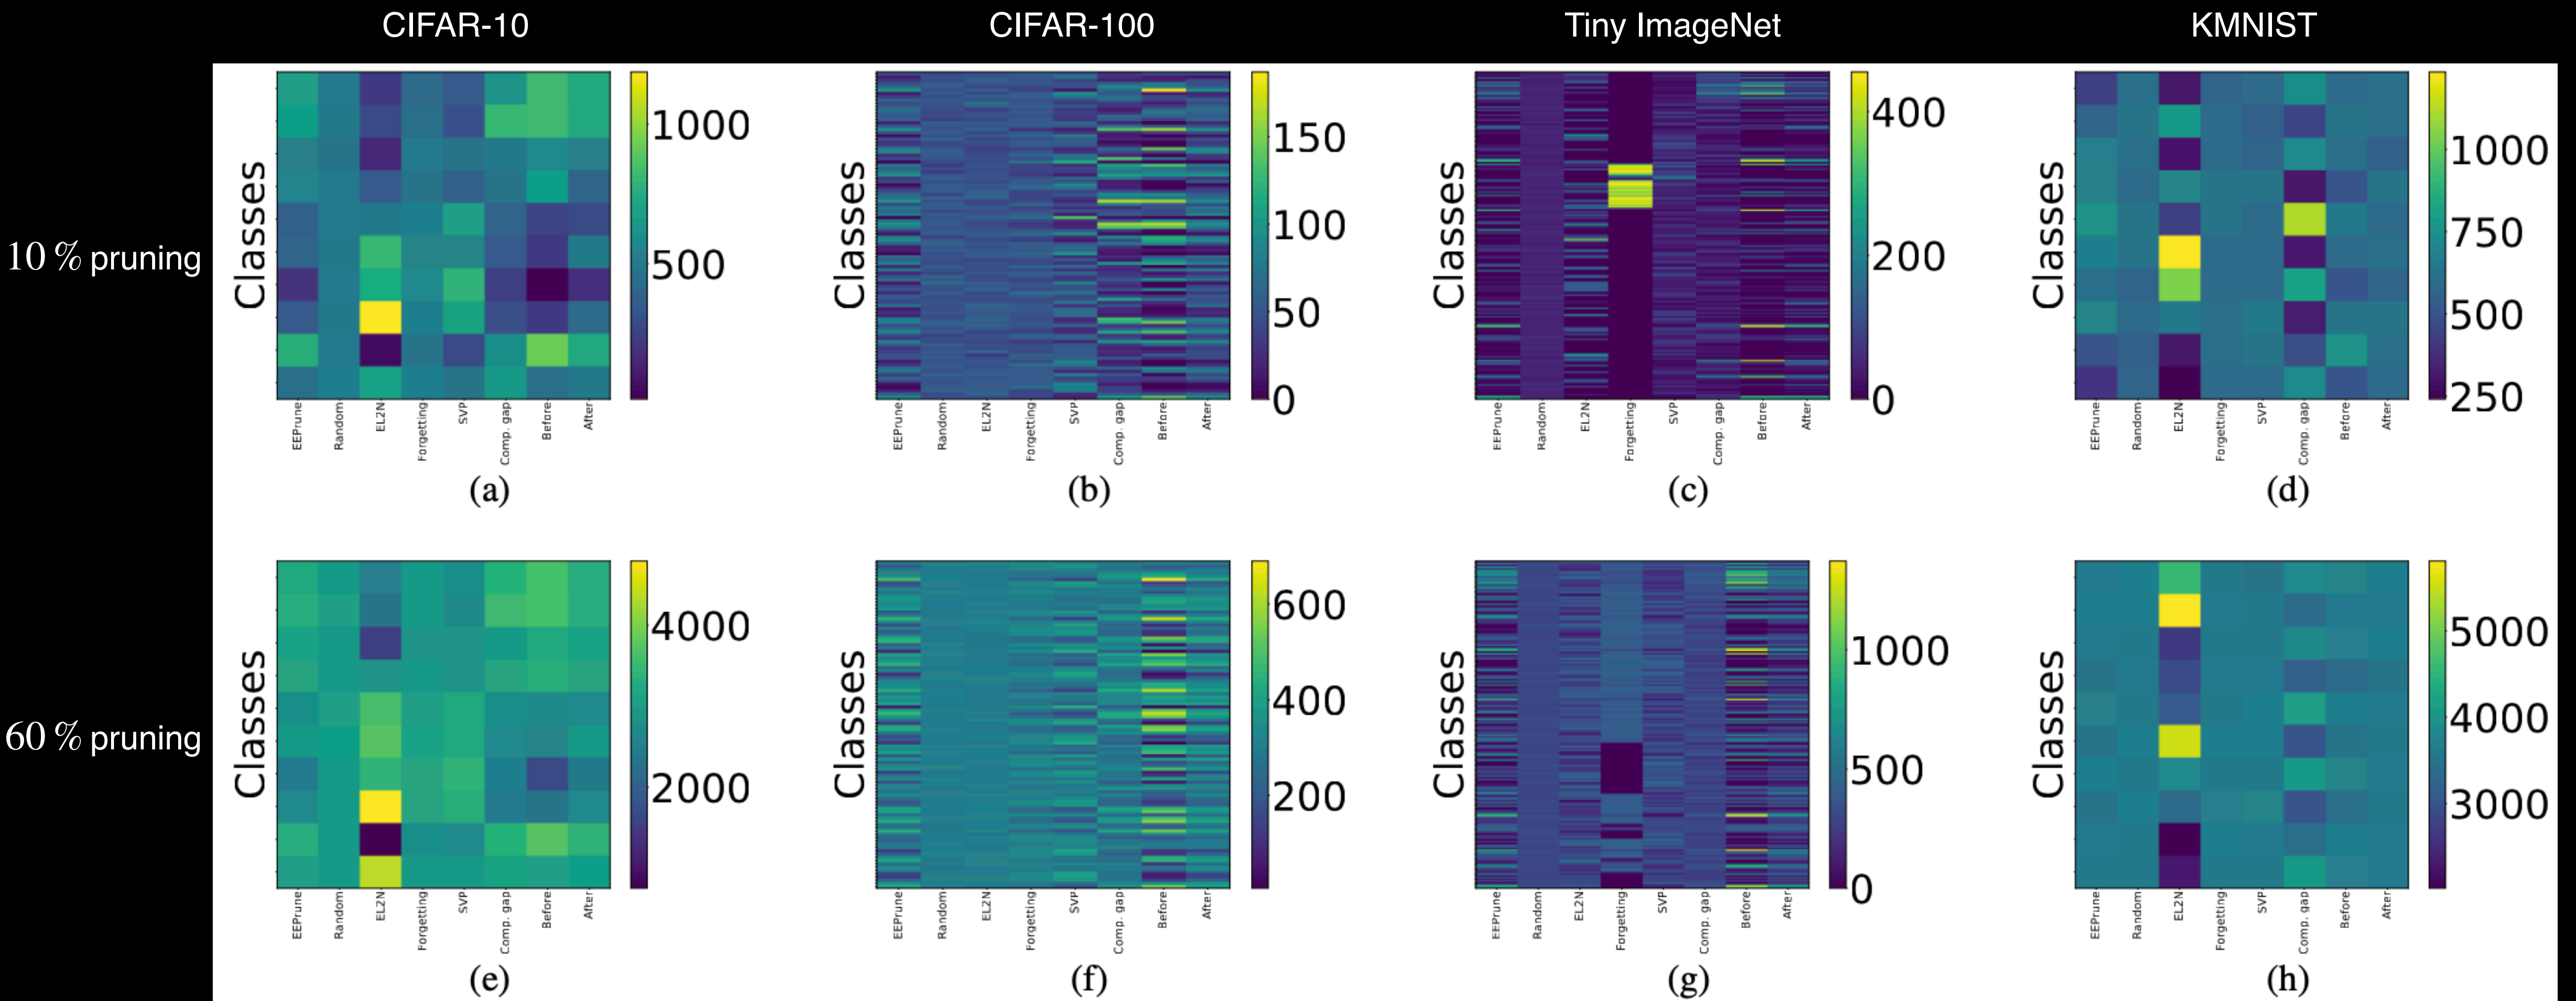 CIFAR-10 CIFAR-100 Tiny ImageNet KMNIST
10 % pruning
Classes
1000
500
EEPrune Random EL2N Forgetting SVP Comp. gap Before After
(a)
Classes
150
100
50
0
EEPrune Random EL2N Forgetting SVP Comp. gap Before After
(b)
Classes
400
200
0
EEPrune Random EL2N Forgetting SVP Comp. gap Before After
(c)
Classes
1000
750
500
250
EEPrune Random EL2N Forgetting SVP Comp. gap Before After
(d)
60 % pruning
Classes
4000
2000
EEPrune Random EL2N Forgetting SVP Comp. gap Before After
(e)
Classes
600
400
200
EEPrune Random EL2N Forgetting SVP Comp. gap Before After
(f)
Classes
1000
500
0
EEPrune Random EL2N Forgetting SVP Comp. gap Before After
(g)
Classes
5000
4000
3000
EEPrune Random EL2N Forgetting SVP Comp. gap Before After
(h)